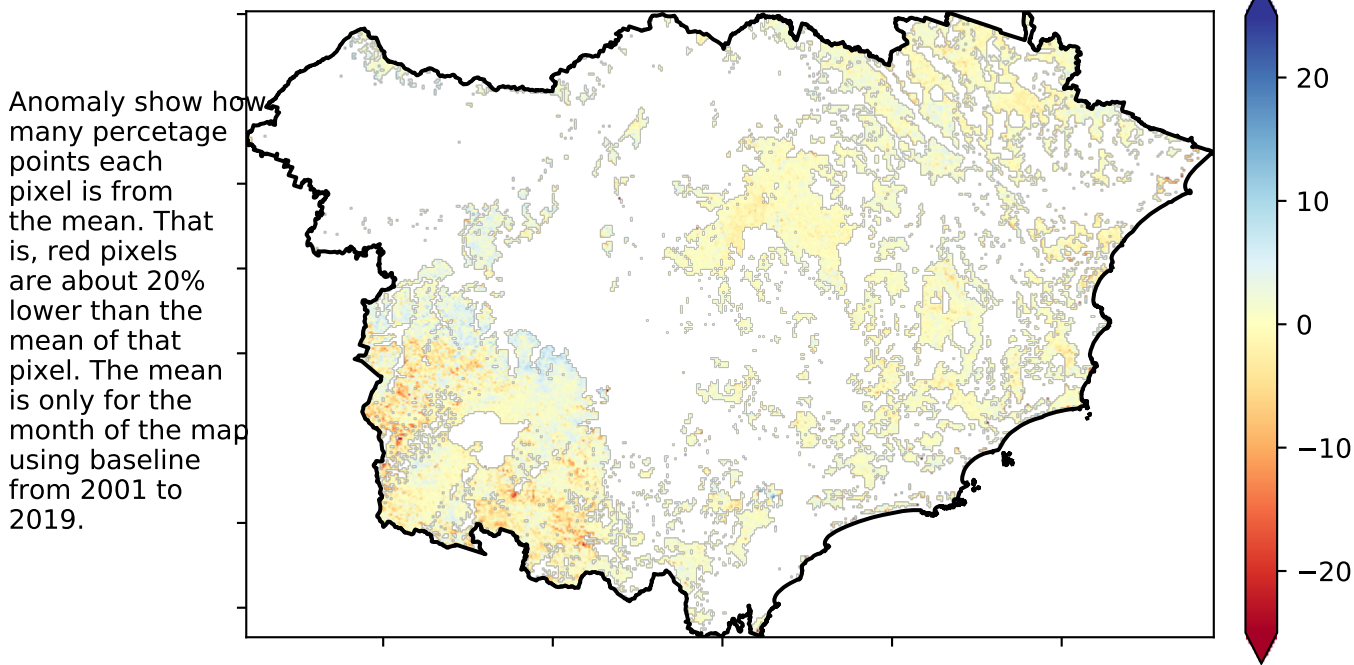 Anomaly show how
many percetage
points each
pixel is from
the mean. That
is, red pixels
are about 20%
lower than the
mean of that
pixel. The mean
is only for the
month of the map
using baseline
from 2001 to
2019.
20
10
0
−10
−20